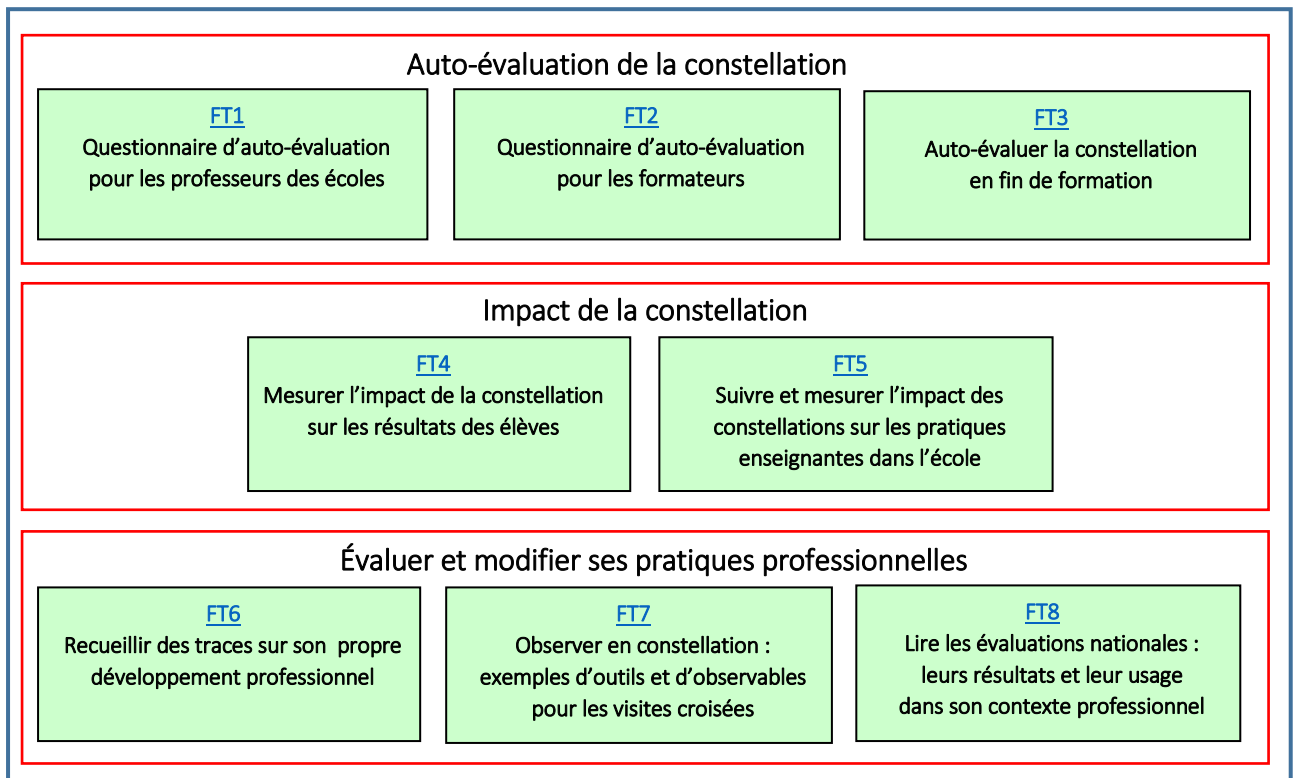 Auto-évaluation de la constellation
FT1
Questionnaire d'auto-évaluation
pour les professeurs des écoles
FT2
Questionnaire d'auto-évaluation
pour les formateurs
FT3
Auto-évaluer la constellation
en fin de formation
Impact de la constellation
FT4
Mesurer l'impact de la constellation
sur les résultats des élèves
FT5
Suivre et mesurer l'impact des
constellations sur les pratiques
enseignantes dans l'école
Évaluer et modifier ses pratiques professionnelles
FT6
Recueillir des traces sur son propre
développement professionnel
FT7
Observer en constellation :
exemples d'outils et d'observables
pour les visites croisées
FT8
Lire les évaluations nationales :
leurs résultats et leur usage
dans son contexte professionnel